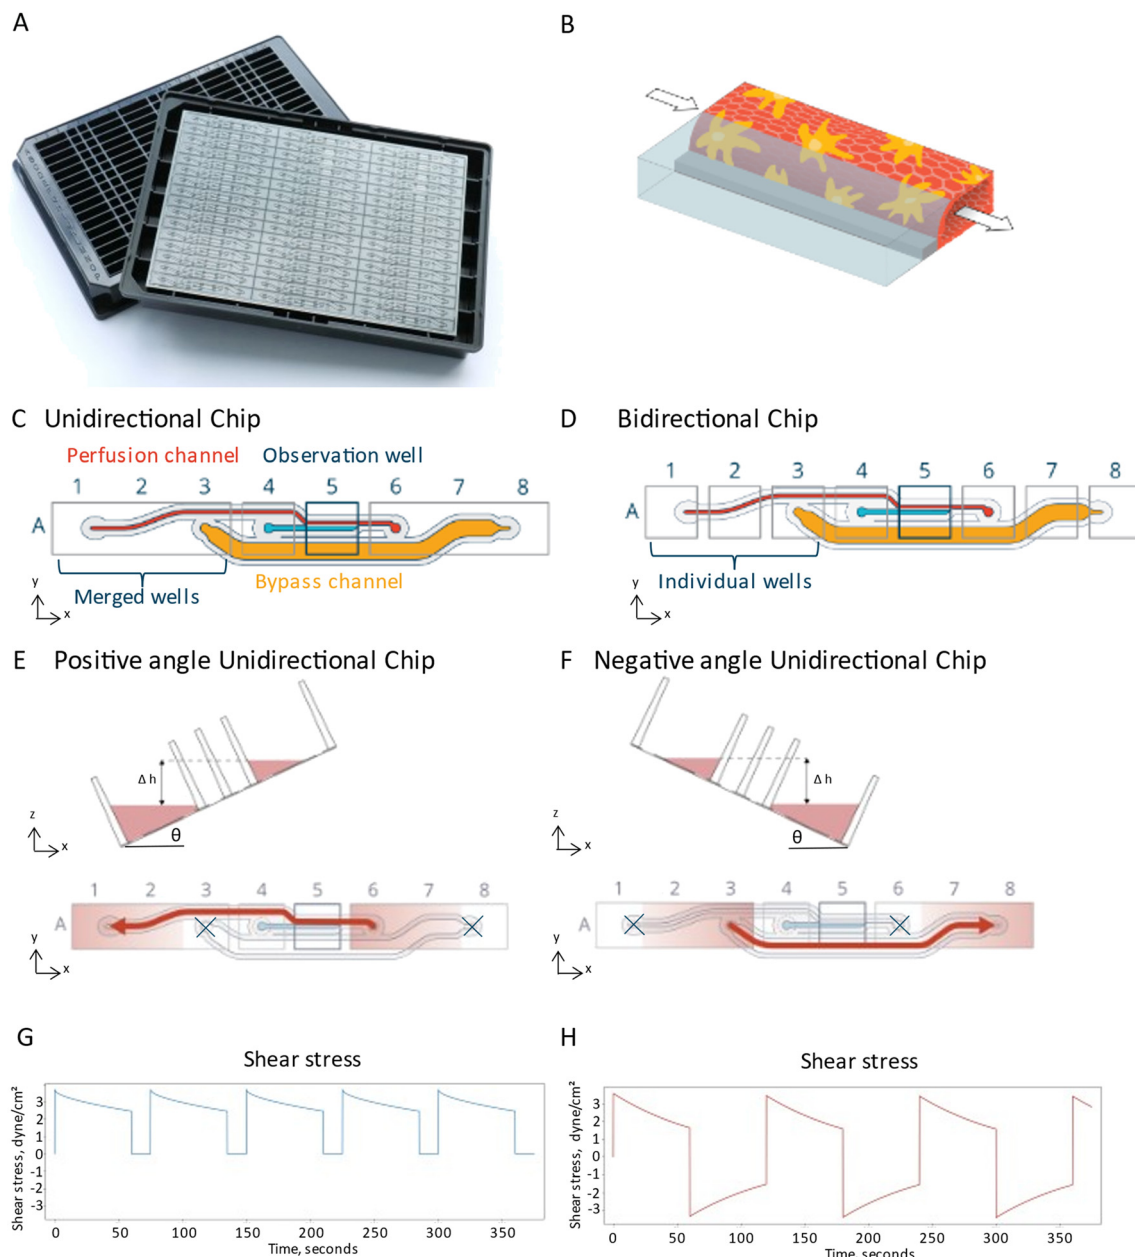 A
B
C Unidirectional Chip
Perfusion channel Observation well
1 2 3 4 5 6 7 8
A
Bypass channel
Merged wells
y
x
D Bidirectional Chip
1 2 3 4 5 6 7 8
A
Individual wells
y
x
E Positive angle Unidirectional Chip
Δ h
θ
z
x
1 2 3 4 5 6 7 8
A
y
x
F Negative angle Unidirectional Chip
Δ h
θ
z
x
1 2 3 4 5 6 7 8
A
y
x
G
Shear stress
Shear stress, dyne/cm²
3
2
1
0
-1
-2
-3
0 50 100 150 200 250 300 350
Time, seconds
H
Shear stress
Shear stress, dyne/cm²
3
2
1
0
-1
-2
-3
0 50 100 150 200 250 300 350
Time, seconds